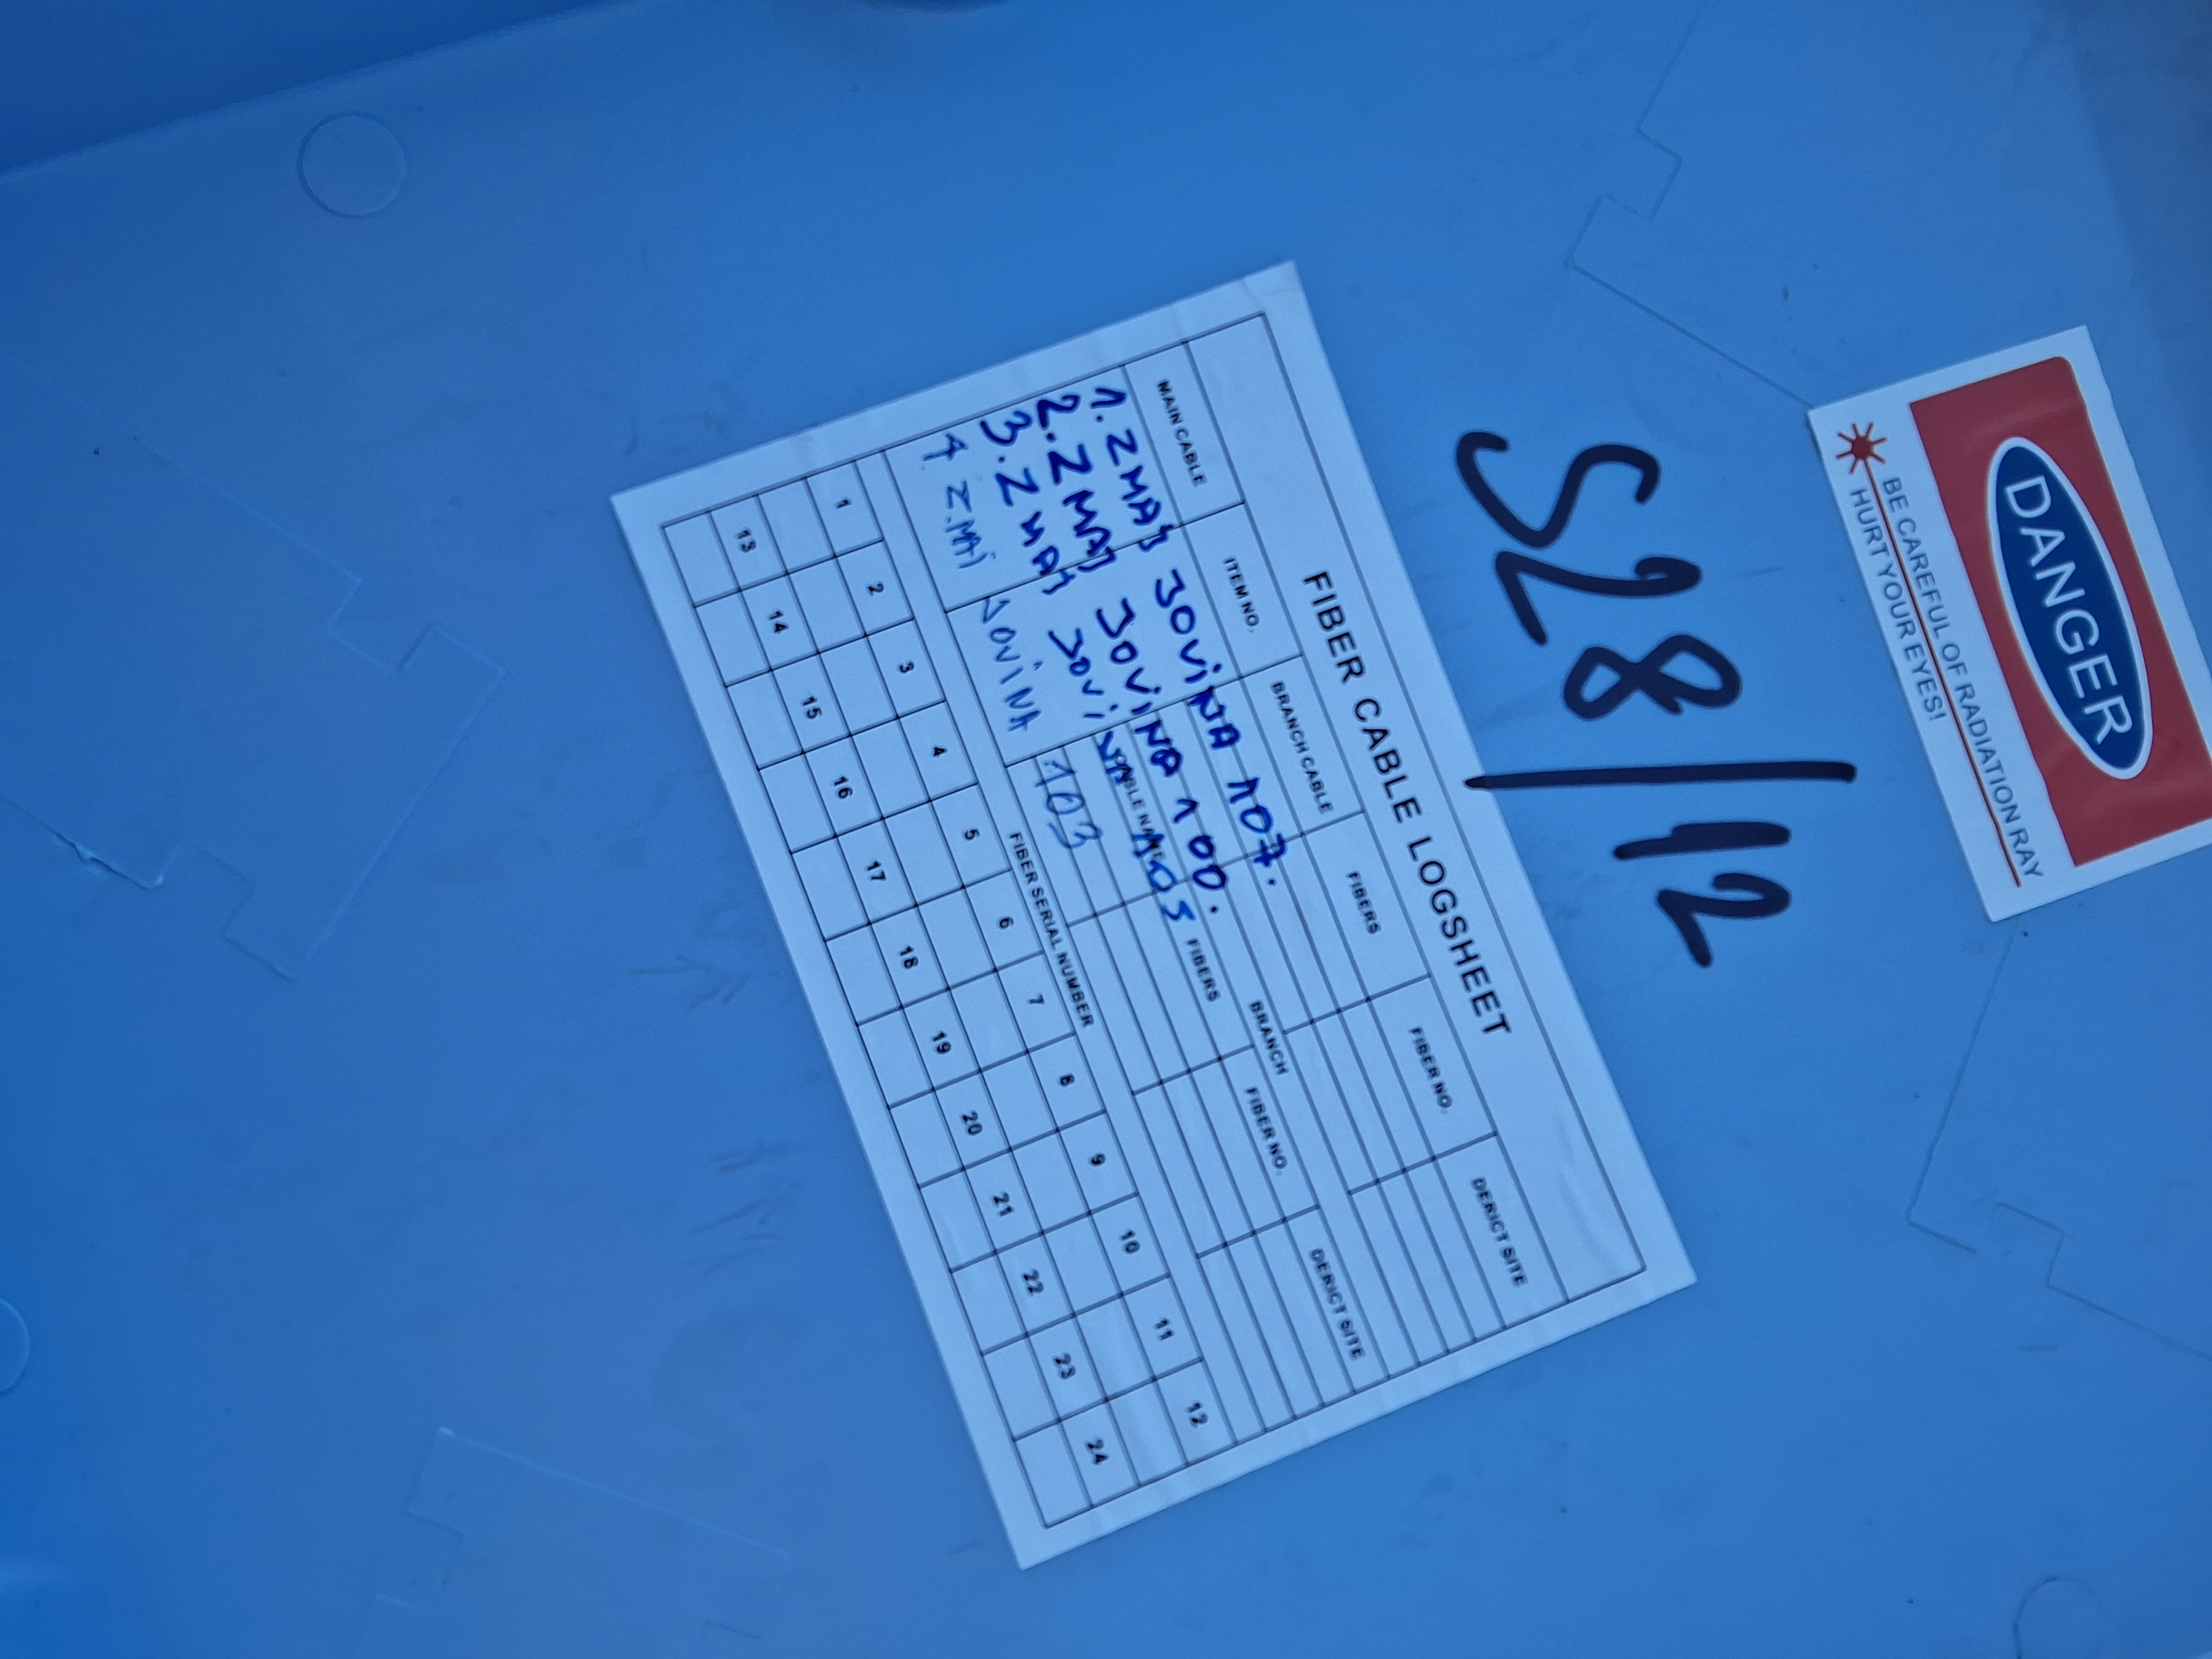 DANGER
BE CAREFUL OF RADIATION RAY
HURT YOUR EYES!
S28/12
FIBER CABLE LOGSHEET
MAIN CABLE ITEM NO. BRANCH CABLE FIBERS FIBER NO. DERICT SITE
1. ZMAJ JOVINA 107.
2. ZMAJ JOVINA 100.
3. ZMAJ JOVINA 105
4 ZMAJ JOVINA 103
BRANCH
FIBERS FIBER NO. DERICT SITE
FIBER SERIAL NUMBER
1 2 3 4 5 6 7 8 9 10 11 12
13 14 15 16 17 18 19 20 21 22 23 24